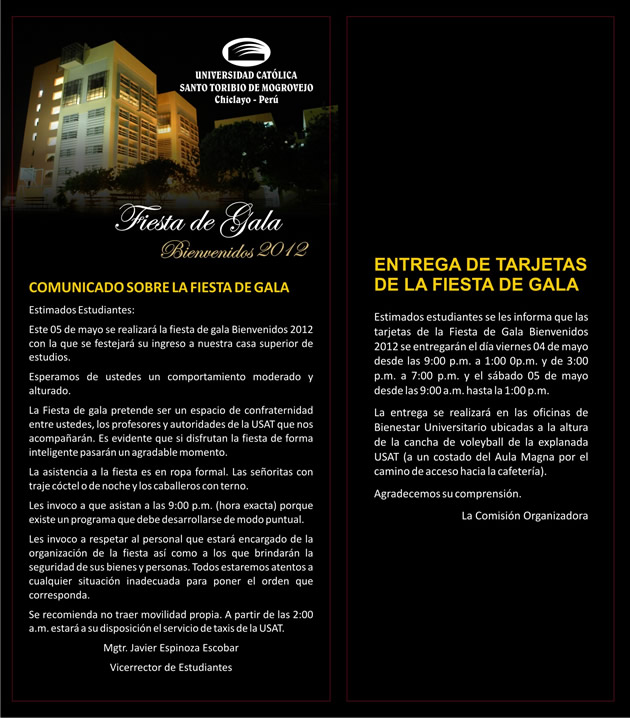 UNIVERSIDAD CATÓLICA
SANTO TORIBIO DE MOGROVEJO
Chiclayo - Perú
Fiesta de Gala
Bienvenidos 2012
COMUNICADO SOBRE LA FIESTA DE GALA
Estimados Estudiantes:
Este 05 de mayo se realizará la fiesta de gala Bienvenidos 2012
con la que se festejará su ingreso a nuestra casa superior de
estudios.
Esperamos de ustedes un comportamiento moderado y
alturado.
La Fiesta de gala pretende ser un espacio de confraternidad
entre ustedes, los profesores y autoridades de la USAT que nos
acompañarán. Es evidente que si disfrutan la fiesta de forma
inteligente pasarán un agradable momento.
La asistencia a la fiesta es en ropa formal. Las señoritas con
traje cóctel o de noche y los caballeros con terno.
Les invoco a que asistan a las 9:00 p.m. (hora exacta) porque
existe un programa que debe desarrollarse de modo puntual.
Les invoco a respetar al personal que estará encargado de la
organización de la fiesta así como a los que brindarán la
seguridad de sus bienes y personas. Todos estaremos atentos a
cualquier situación inadecuada para poner el orden que
corresponda.
Se recomienda no traer movilidad propia. A partir de las 2:00
a.m. estará a su disposición el servicio de taxis de la USAT.
Mgtr. Javier Espinoza Escobar
Vicerrector de Estudiantes
ENTREGA DE TARJETAS
DE LA FIESTA DE GALA
Estimados estudiantes se les informa que las
tarjetas de la Fiesta de Gala Bienvenidos
2012 se entregarán el día viernes 04 de mayo
desde las 9:00 p.m. a 1:00 0p.m. y de 3:00
p.m. a 7:00 p.m. y el sábado 05 de mayo
desde las 9:00 a.m. hasta la 1:00 p.m.
La entrega se realizará en las oficinas de
Bienestar Universitario ubicadas a la altura
de la cancha de voleyball de la explanada
USAT (a un costado del Aula Magna por el
camino de acceso hacia la cafetería).
Agradecemos su comprensión.
La Comisión Organizadora